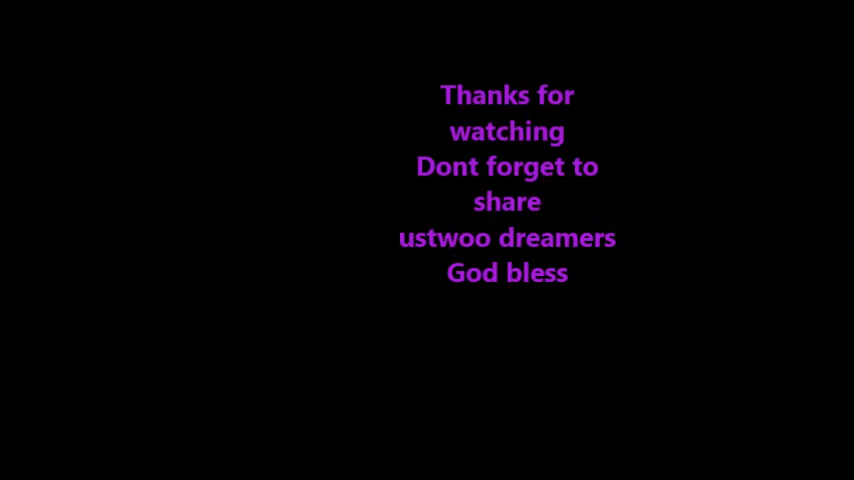 Thanks for
watching
Dont forget to
share
ustwoo dreamers
God bless